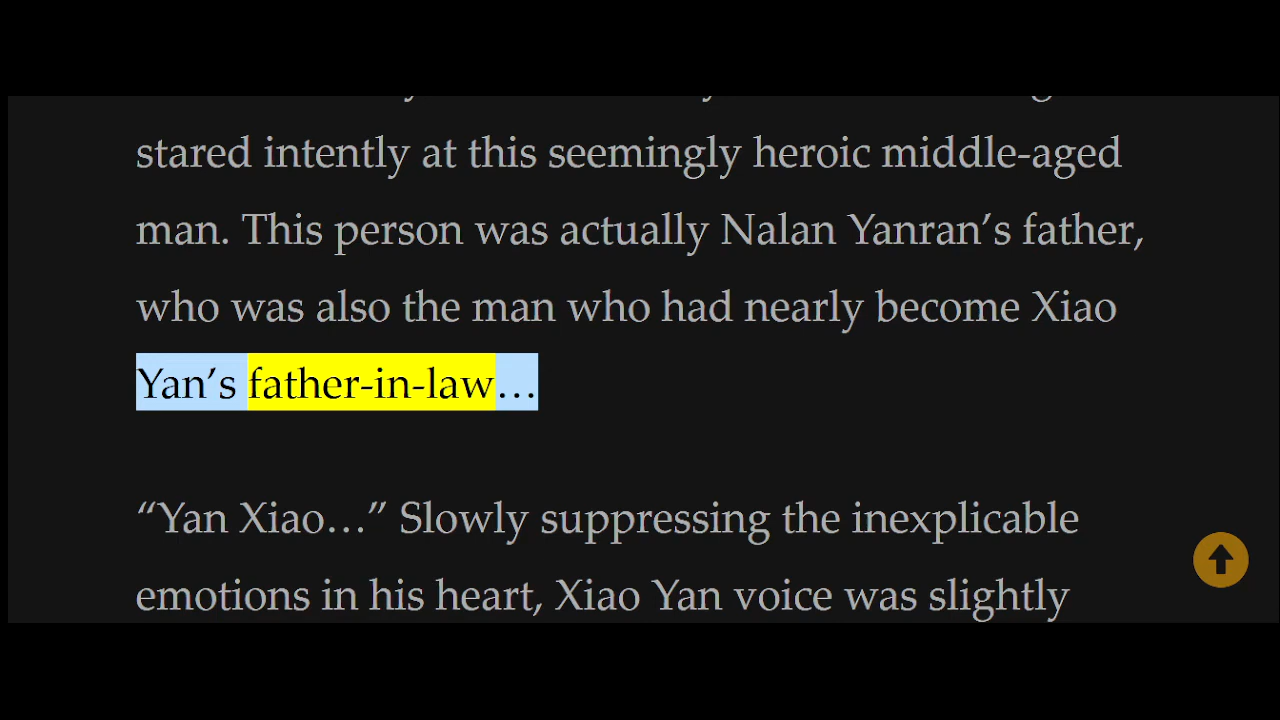 stared intently at this seemingly heroic middle-aged
man. This person was actually Nalan Yanran’s father,
who was also the man who had nearly become Xiao
Yan’s father-in-law…
“Yan Xiao…” Slowly suppressing the inexplicable
emotions in his heart, Xiao Yan voice was slightly